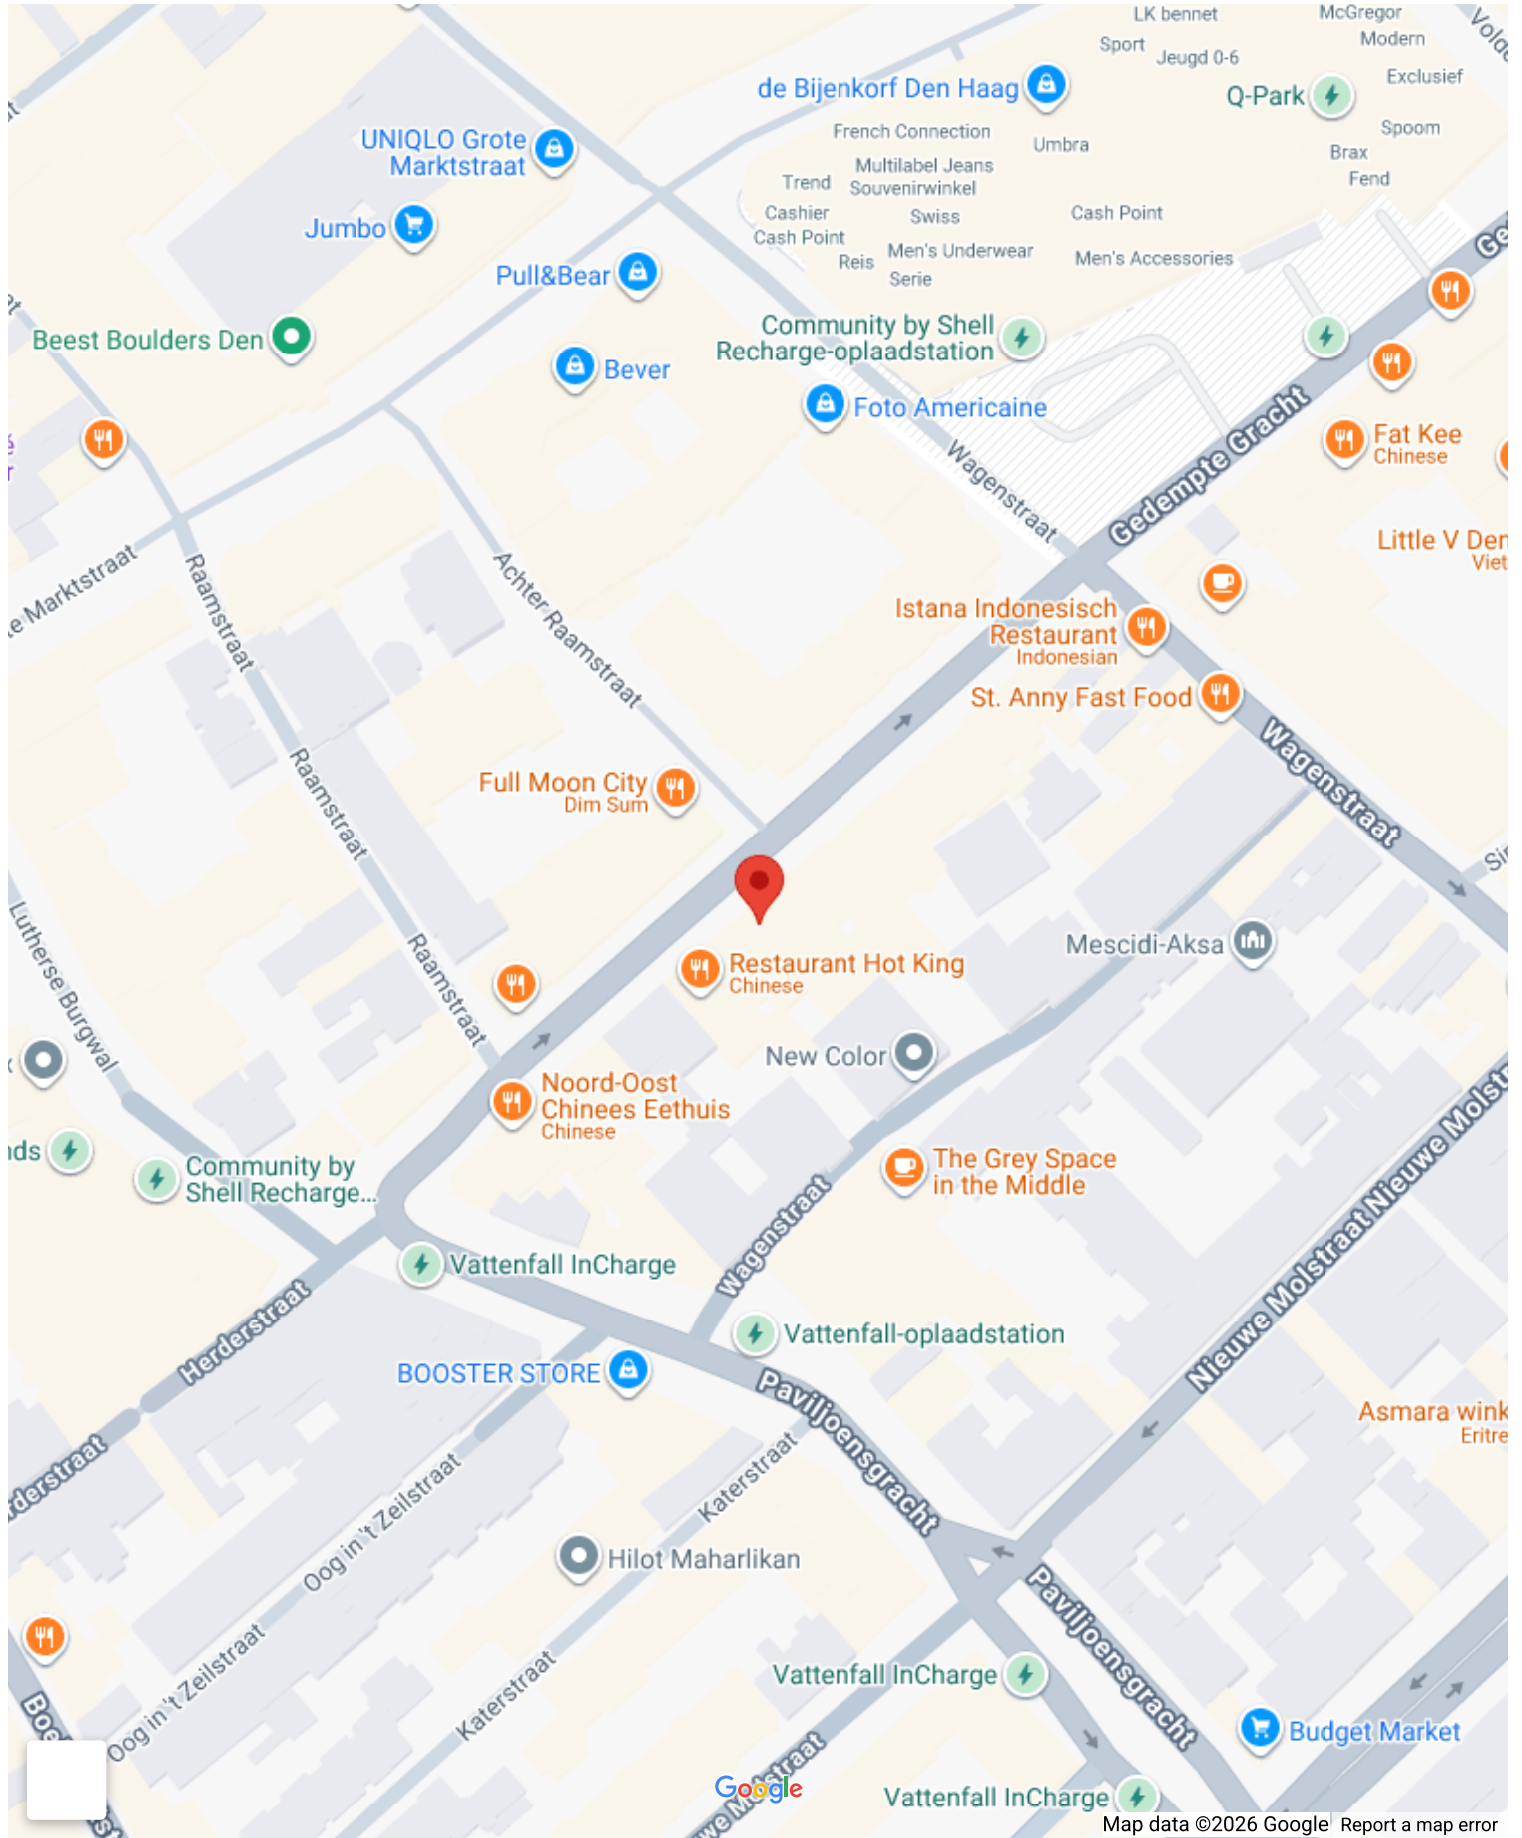 LK bennet
McGregor
Sport
Modern
Jeugd 0-6
de Bijenkorf Den Haag
Exclusief
Q-Park
UNIQLO Grote
Marktstraat
French Connection
Umbra
Spoom
Multilabel Jeans
Brax
Trend
Souvenirwinkel
Fend
Jumbo
Cashier
Swiss
Cash Point
Cash Point
Men's Underwear
Reis
Men's Accessories
Pull&Bear
Serie
Beest Boulders Den
Community by Shell
Recharge-oplaadstation
Bever
Foto Americaine
Wagenstraat
Gedempte Gracht
Fat Kee
Chinese
Little V Den
Viet
e Marktstraat
Raamstraat
Achter Raamstraat
Istana Indonesisch
Restaurant
Indonesian
St. Anny Fast Food
Wagenstraat
Raamstraat
Full Moon City
Dim Sum
Lutherse Burgwal
Raamstraat
Mescidi-Aksa
Restaurant Hot King
Chinese
New Color
Noord-Oost
Chinees Eethuis
Chinese
nds
Community by
Shell Recharge...
The Grey Space
in the Middle
Wagenstraat
Nieuwe Molstraat
Nieuwe Molstr
Vattenfall InCharge
Herderstraat
Vattenfall-oplaadstation
BOOSTER STORE
Paviljoensgracht
Asmara wink
Eritre
rderstraat
Oog in 't Zeilstraat
Katerstraat
Hilot Maharlikan
Paviljoensgracht
Oog in 't Zeilstraat
Katerstraat
Vattenfall InCharge
Budget Market
Boe
we Molstraat
Google
Vattenfall InCharge
Map data ©2026 Google
Report a map error